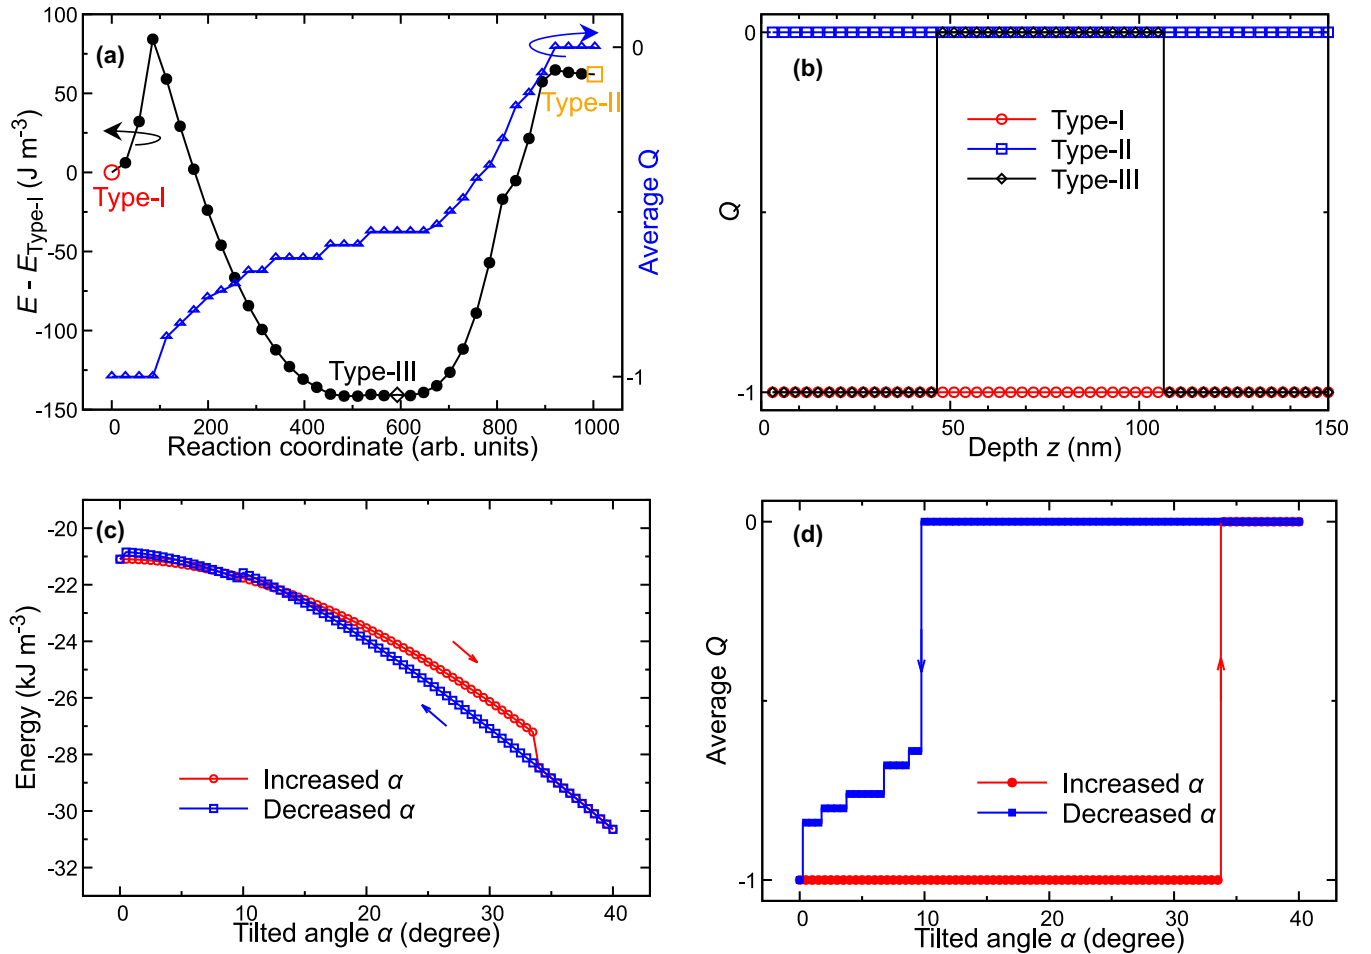 (a)
100
50
0
-50
-100
-150
E - E_Type-I (J m⁻³)
0
-1
Average Q
Type-I
Type-II
Type-III
0 200 400 600 800 1000
Reaction coordinate (arb. units)
(b)
0
-1
Q
Type-I
Type-II
Type-III
0 50 100 150
Depth z (nm)
(c)
-20
-22
-24
-26
-28
-30
-32
Energy (kJ m⁻³)
Increased α
Decreased α
0 10 20 30 40
Tilted angle α (degree)
(d)
0
-1
Average Q
Increased α
Decreased α
0 10 20 30 40
Tilted angle α (degree)